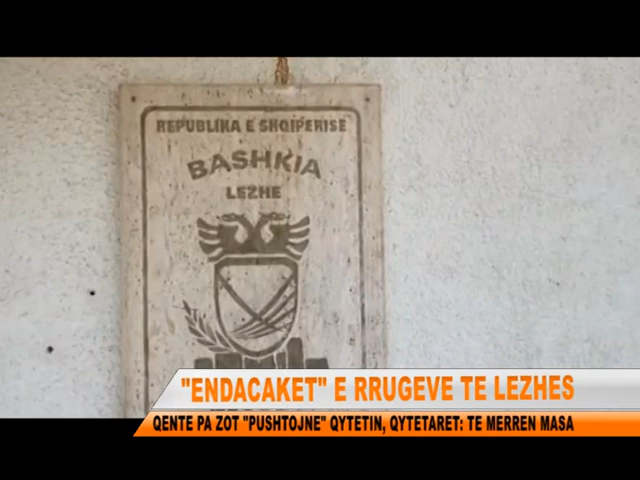 REPUBLIKA E SHQIPERISE
BASHKIA
LEZHE
"ENDACAKET" E RRUGEVE TE LEZHES
QENTE PA ZOT "PUSHTOJNE" QYTETIN, QYTETARET: TE MERREN MASA